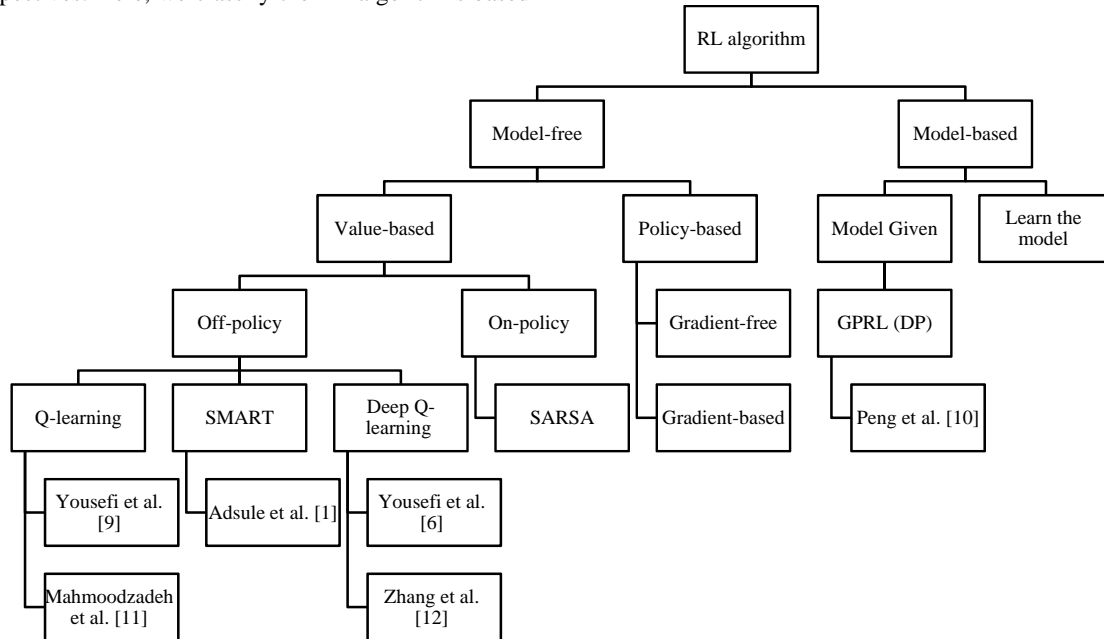 RL algorithm
Model-free
Model-based
Value-based
Policy-based
Model Given
Learn the
model
Off-policy
On-policy
Gradient-free
GPRL (DP)
Q-learning
SMART
Deep Q-
learning
SARSA
Gradient-based
Peng et al. [10]
Yousefi et al.
[9]
Adsule et al. [1]
Yousefi et al.
[6]
Mahmoodzadeh
et al. [11]
Zhang et al.
[12]